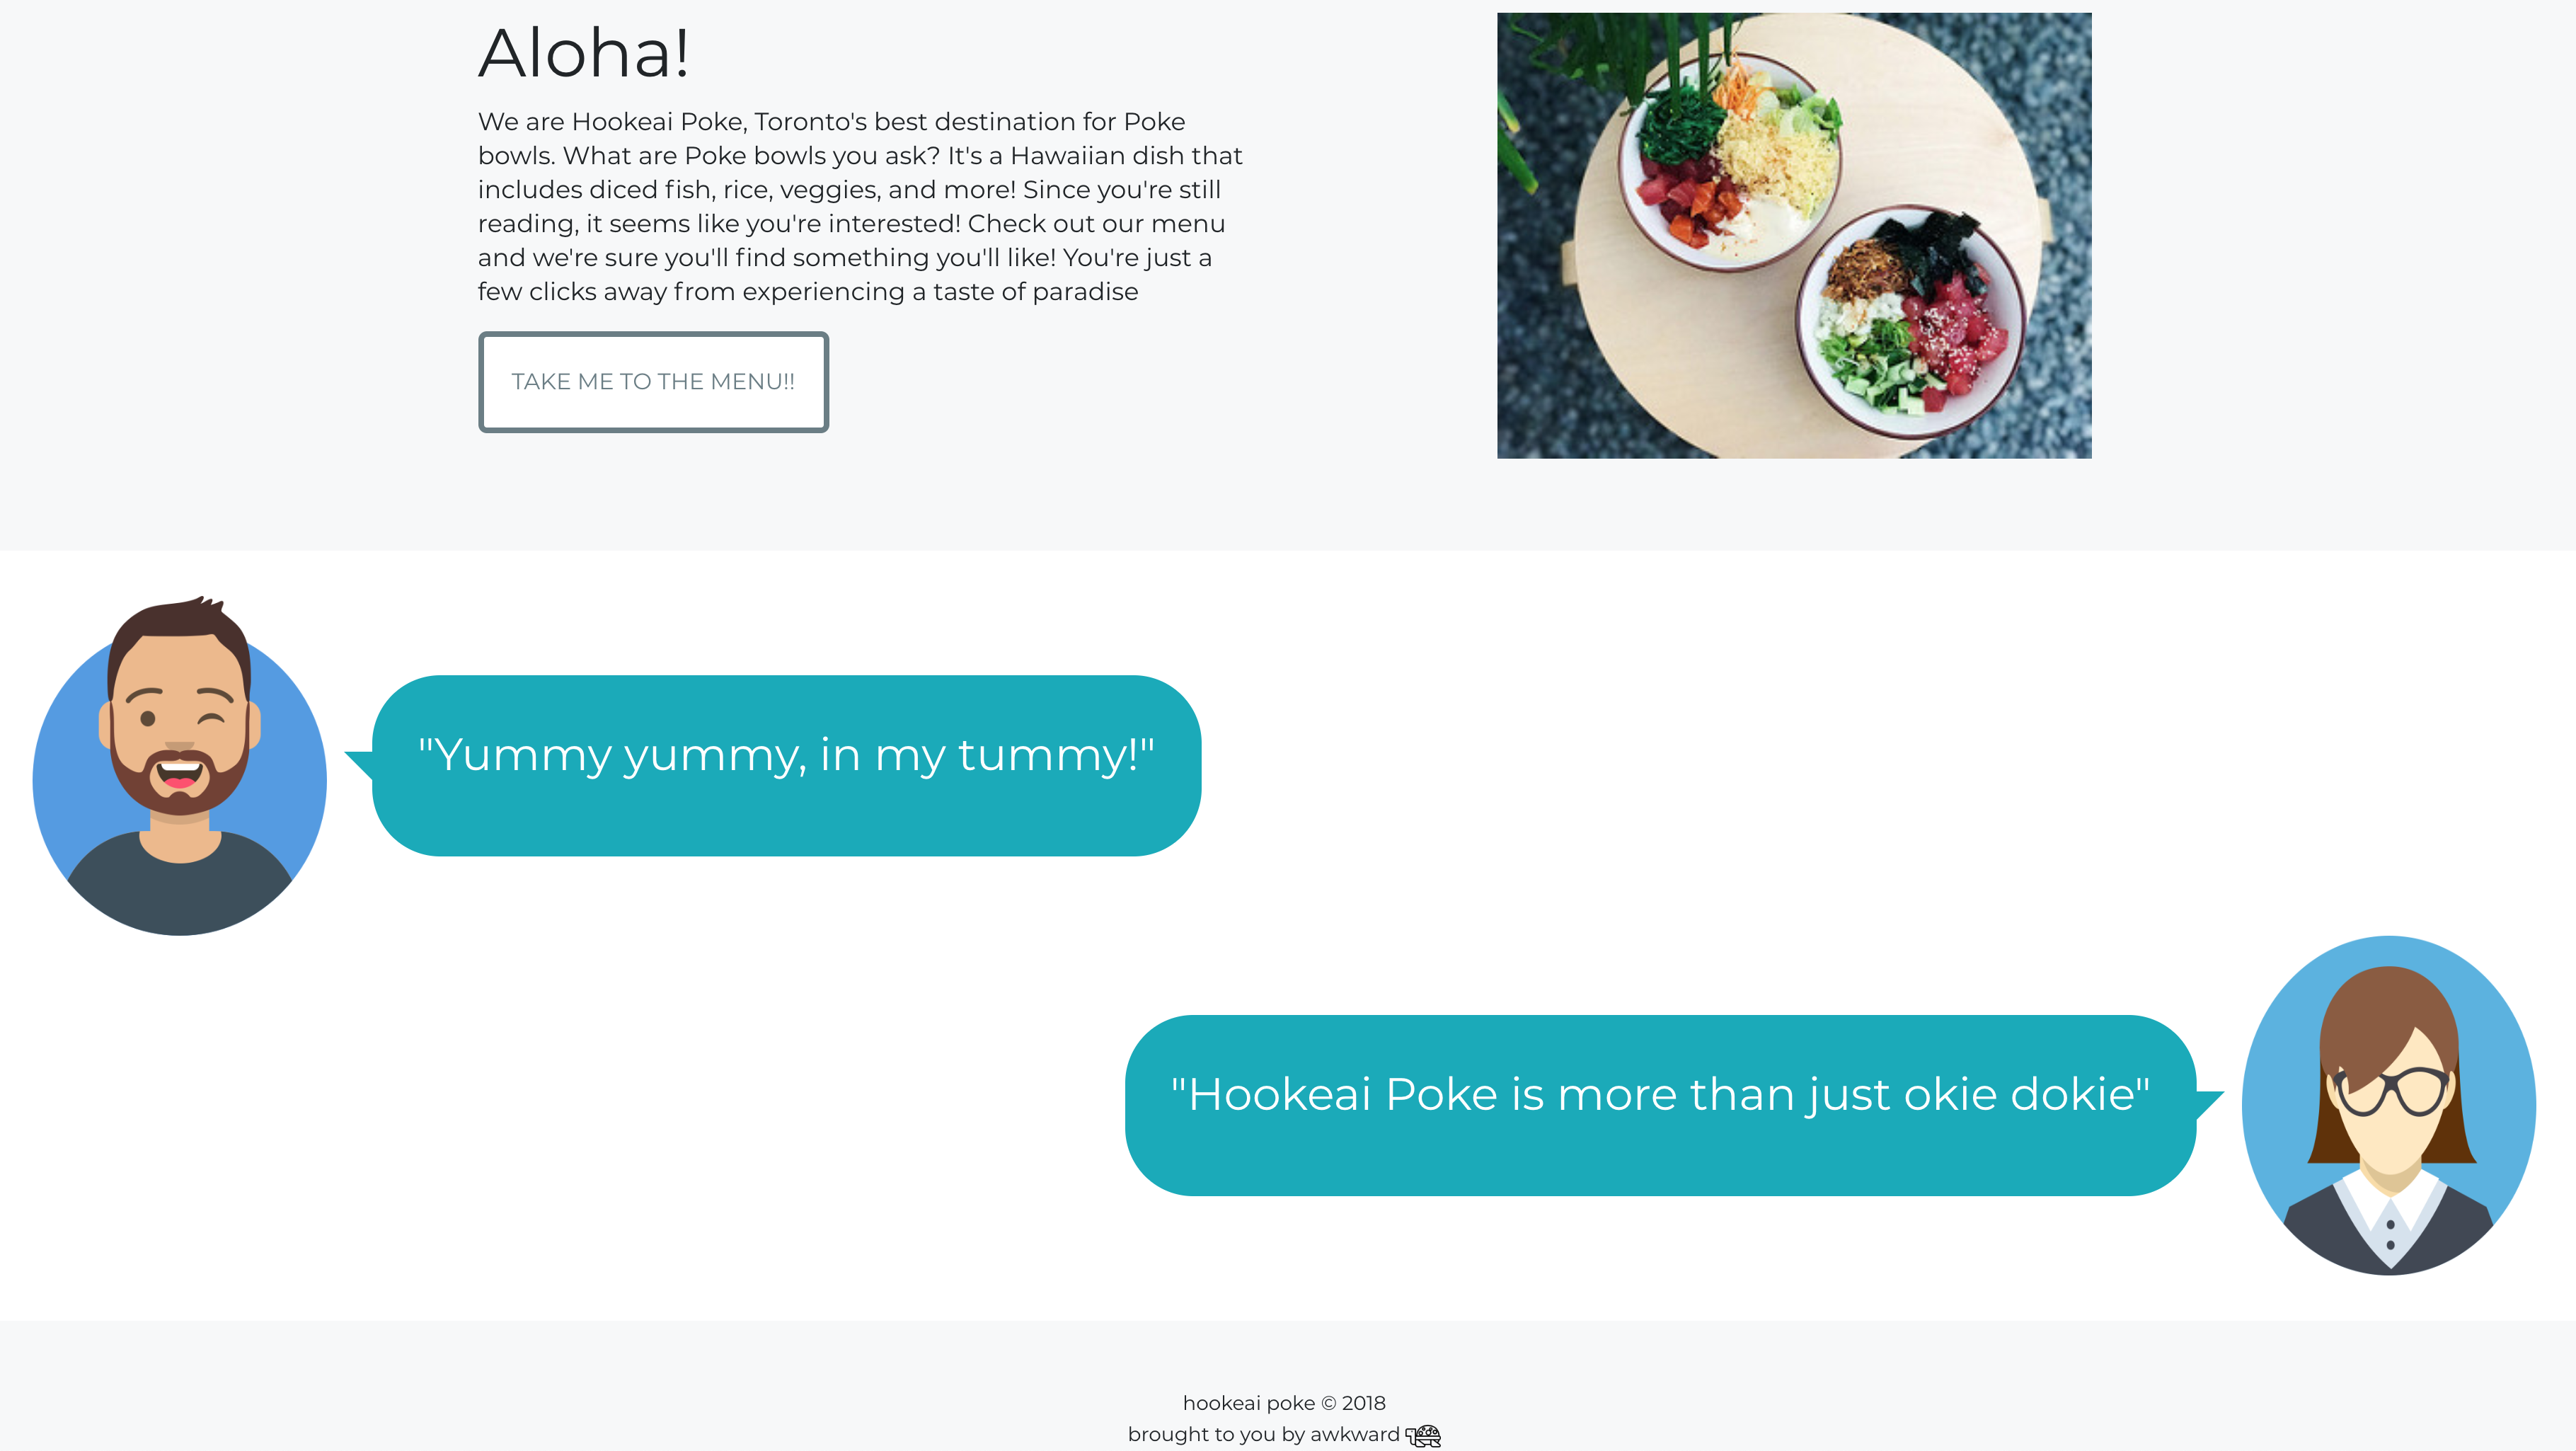 Aloha!
We are Hookeai Poke, Toronto's best destination for Poke
bowls. What are Poke bowls you ask? It's a Hawaiian dish that
includes diced fish, rice, veggies, and more! Since you're still
reading, it seems like you're interested! Check out our menu
and we're sure you'll find something you'll like! You're just a
few clicks away from experiencing a taste of paradise
TAKE ME TO THE MENU!!
"Yummy yummy, in my tummy!"
"Hookeai Poke is more than just okie dokie"
hookeai poke © 2018
brought to you by awkward